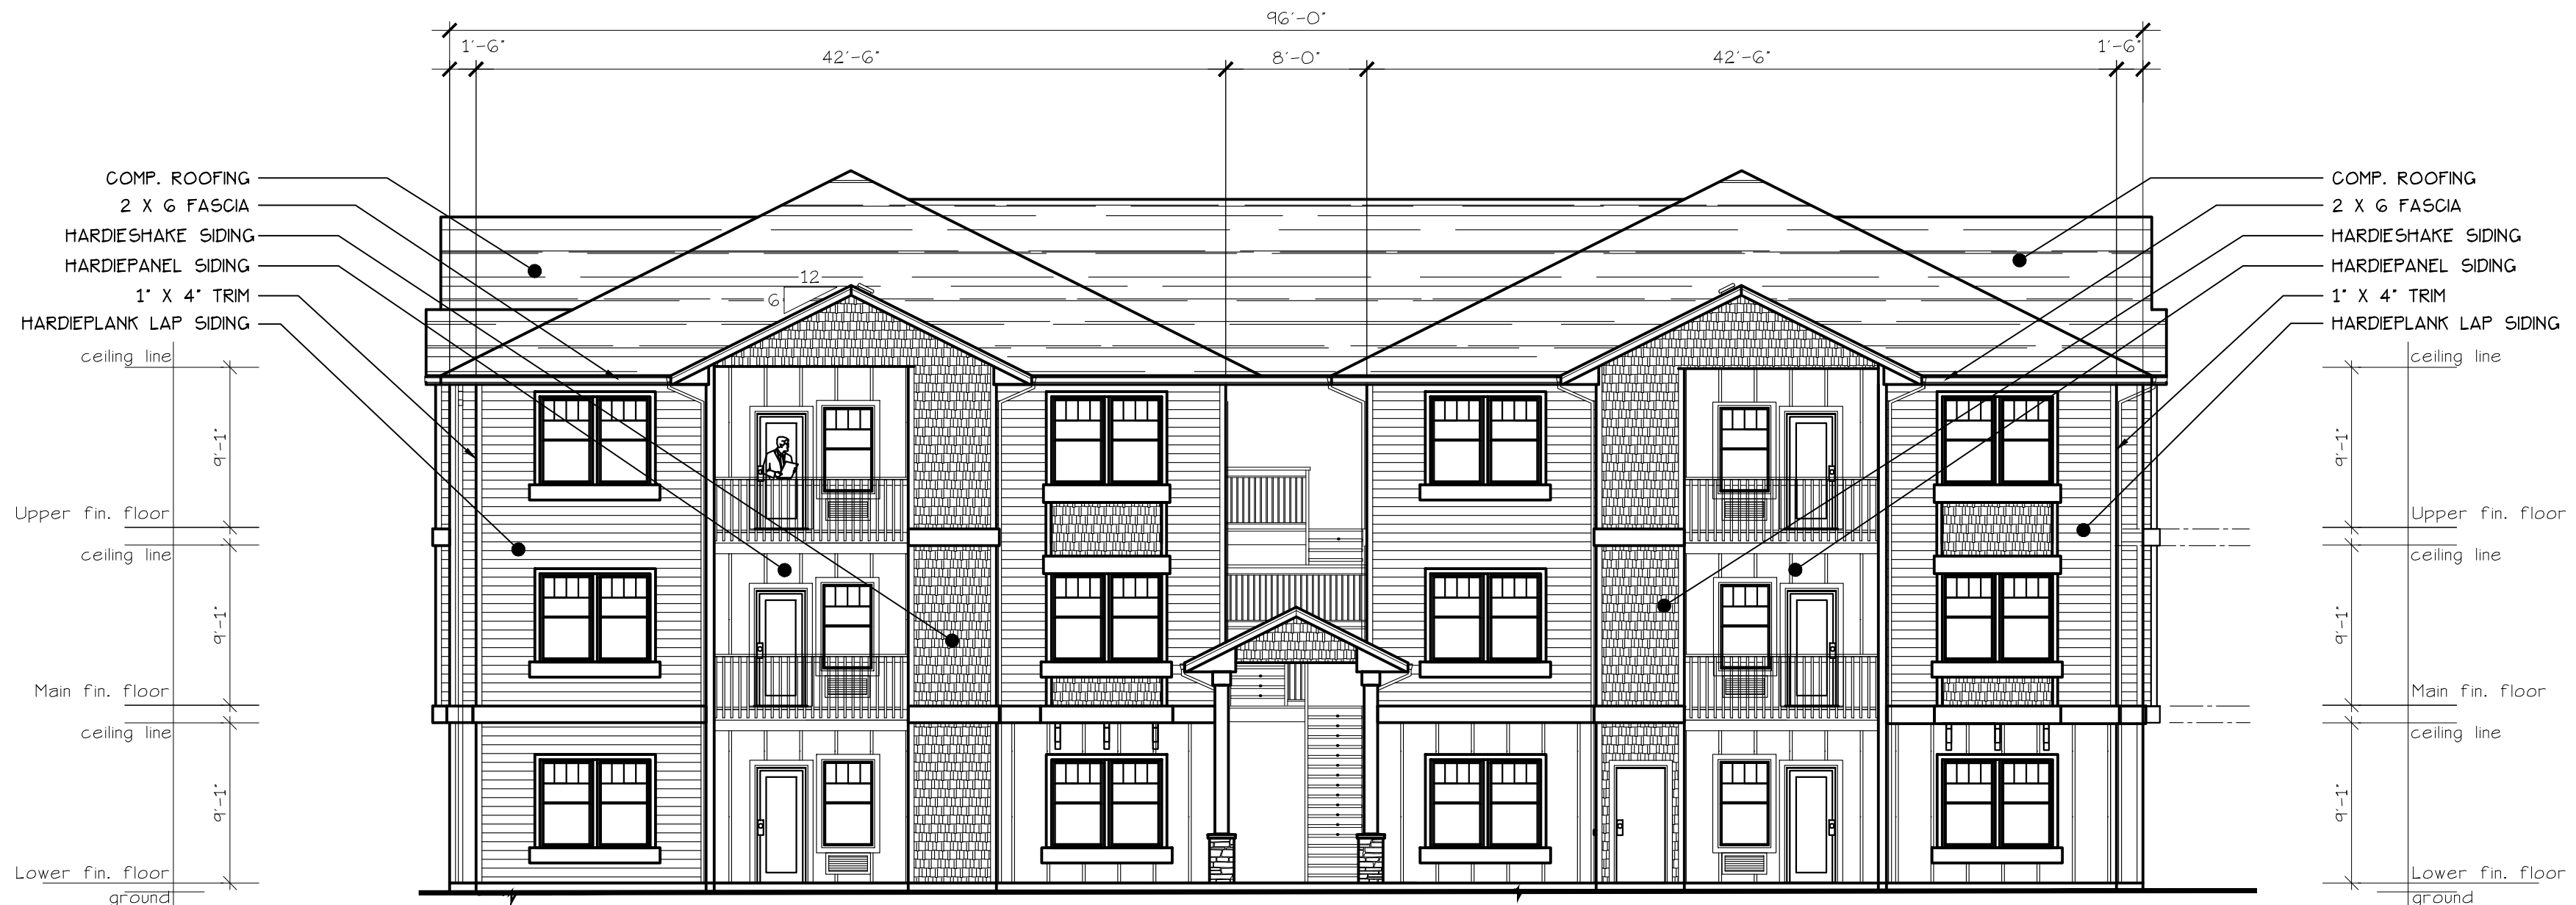 96'-0"
1'-6" 42'-6" 8'-0" 42'-6" 1'-6"
COMP. ROOFING
2 X 6 FASCIA
HARDIESHAKE SIDING
HARDIEPANEL SIDING
1" X 4" TRIM
HARDIEPLANK LAP SIDING
ceiling line
9'-1"
Upper fin. floor
ceiling line
9'-1"
Main fin. floor
ceiling line
9'-1"
Lower fin. floor
ground
12
6
COMP. ROOFING
2 X 6 FASCIA
HARDIESHAKE SIDING
HARDIEPANEL SIDING
1" X 4" TRIM
HARDIEPLANK LAP SIDING
ceiling line
9'-1"
Upper fin. floor
ceiling line
9'-1"
Main fin. floor
ceiling line
9'-1"
Lower fin. floor
ground